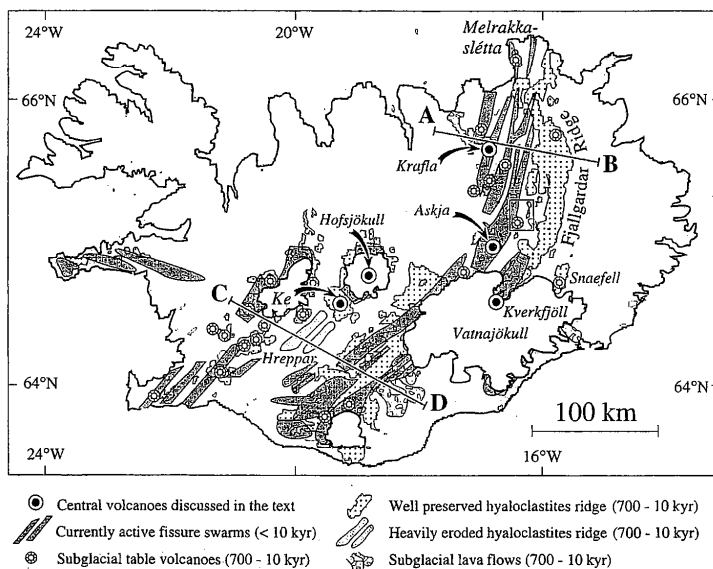 24°W
20°W
16°W
Melrakka-
slétta
66°N
66°N
A
B
Krafla
Fjallgardar Ridge
Askja
Hofsjökull
Snaefell
Ke
C
Kverkfjöll
Vatnajökull
Hreppar
64°N
64°N
D
100 km
24°W
20°W
16°W
Central volcanoes discussed in the text
Currently active fissure swarms (< 10 kyr)
Subglacial table volcanoes (700 - 10 kyr)
Well preserved hyaloclastites ridge (700 - 10 kyr)
Heavily eroded hyaloclastites ridge (700 - 10 kyr)
Subglacial lava flows (700 - 10 kyr)